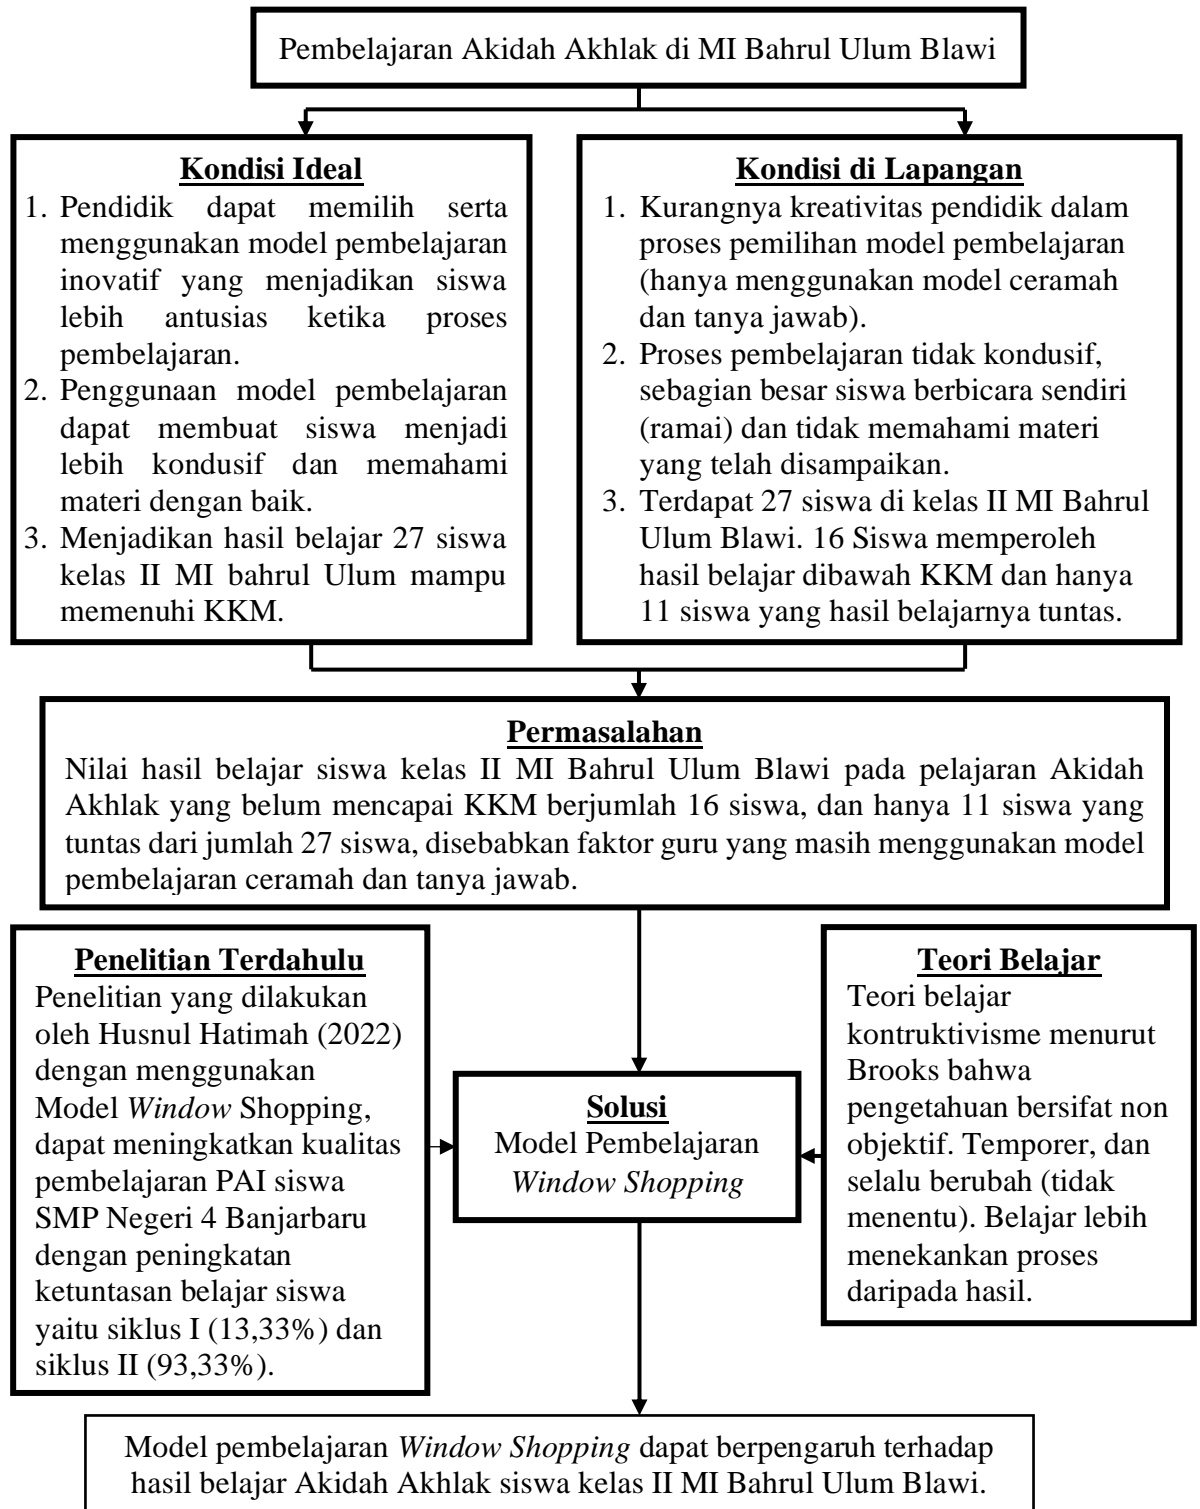 Pembelajaran Akidah Akhlak di MI Bahrul Ulum Blawi
Kondisi Ideal
1. Pendidik dapat memilih serta
menggunakan model pembelajaran
inovatif yang menjadikan siswa
lebih antusias ketika proses
pembelajaran.
2. Penggunaan model pembelajaran
dapat membuat siswa menjadi
lebih kondusif dan memahami
materi dengan baik.
3. Menjadikan hasil belajar 27 siswa
kelas II MI bahrul Ulum mampu
memenuhi KKM.
Kondisi di Lapangan
1. Kurangnya kreativitas pendidik dalam
proses pemilihan model pembelajaran
(hanya menggunakan model ceramah
dan tanya jawab).
2. Proses pembelajaran tidak kondusif,
sebagian besar siswa berbicara sendiri
(ramai) dan tidak memahami materi
yang telah disampaikan.
3. Terdapat 27 siswa di kelas II MI Bahrul
Ulum Blawi. 16 Siswa memperoleh
hasil belajar dibawah KKM dan hanya
11 siswa yang hasil belajarnya tuntas.
Permasalahan
Nilai hasil belajar siswa kelas II MI Bahrul Ulum Blawi pada pelajaran Akidah
Akhlak yang belum mencapai KKM berjumlah 16 siswa, dan hanya 11 siswa yang
tuntas dari jumlah 27 siswa, disebabkan faktor guru yang masih menggunakan model
pembelajaran ceramah dan tanya jawab.
Penelitian Terdahulu
Penelitian yang dilakukan
oleh Husnul Hatimah (2022)
dengan menggunakan
Model Window Shopping,
dapat meningkatkan kualitas
pembelajaran PAI siswa
SMP Negeri 4 Banjarbaru
dengan peningkatan
ketuntasan belajar siswa
yaitu siklus I (13,33%) dan
siklus II (93,33%).
Solusi
Model Pembelajaran
Window Shopping
Teori Belajar
Teori belajar
kontruktivisme menurut
Brooks bahwa
pengetahuan bersifat non
objektif. Temporer, dan
selalu berubah (tidak
menentu). Belajar lebih
menekankan proses
daripada hasil.
Model pembelajaran Window Shopping dapat berpengaruh terhadap
hasil belajar Akidah Akhlak siswa kelas II MI Bahrul Ulum Blawi.